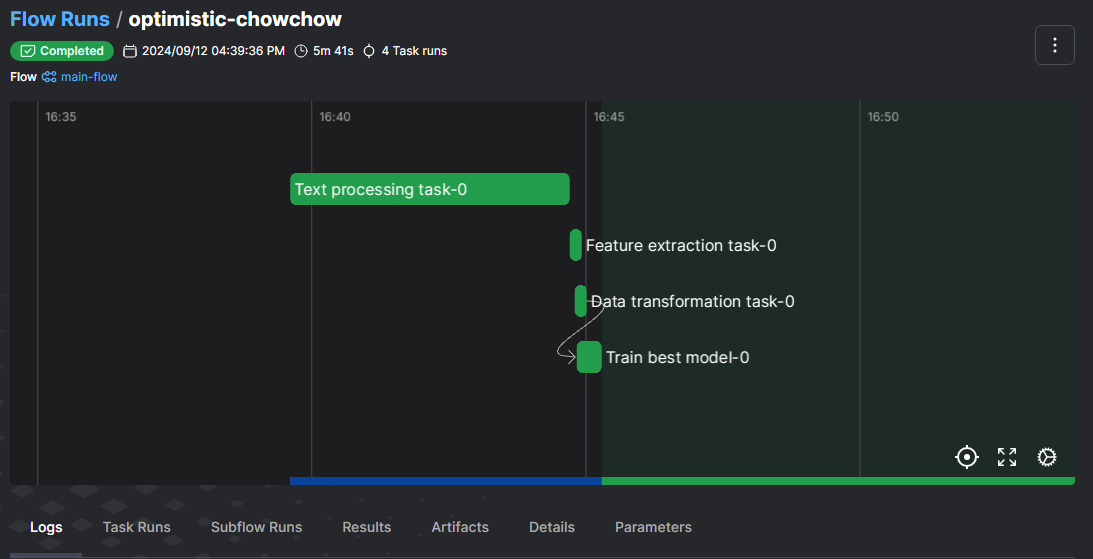 Flow Runs / optimistic-chowchow
Completed 2024/09/12 04:39:36 PM 5m 41s 4 Task runs
Flow main-flow
16:35 16:40 16:45 16:50
Text processing task-0
Feature extraction task-0
Data transformation task-0
Train best model-0
Logs Task Runs Subflow Runs Results Artifacts Details Parameters